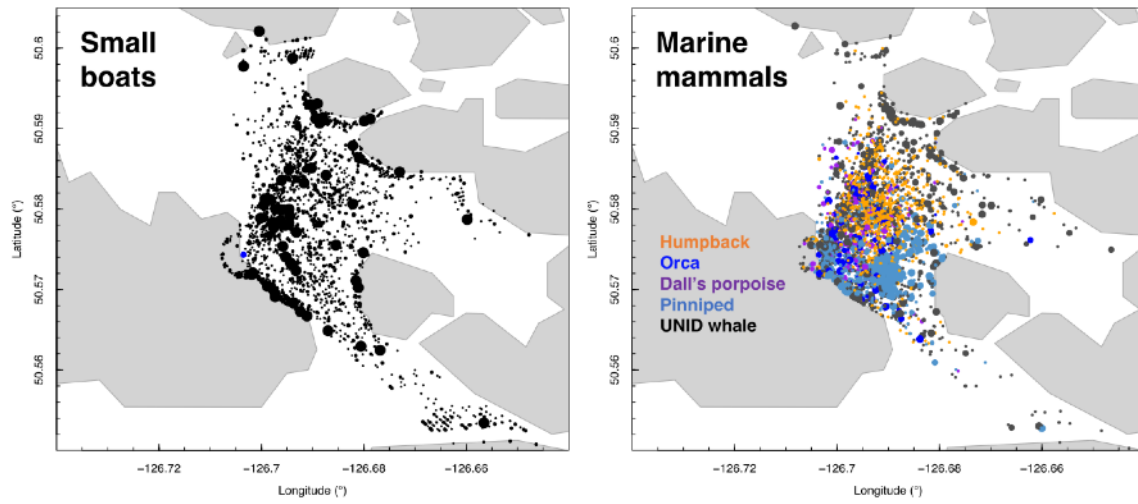 Small
boats
Latitude (°)
50.6
50.59
50.58
50.57
50.56
−126.72
−126.7
−126.68
−126.66
Longitude (°)
Marine
mammals
Humpback
Orca
Dall's porpoise
Pinniped
UNID whale
Latitude (°)
50.6
50.59
50.58
50.57
50.56
−126.72
−126.7
−126.68
−126.66
Longitude (°)